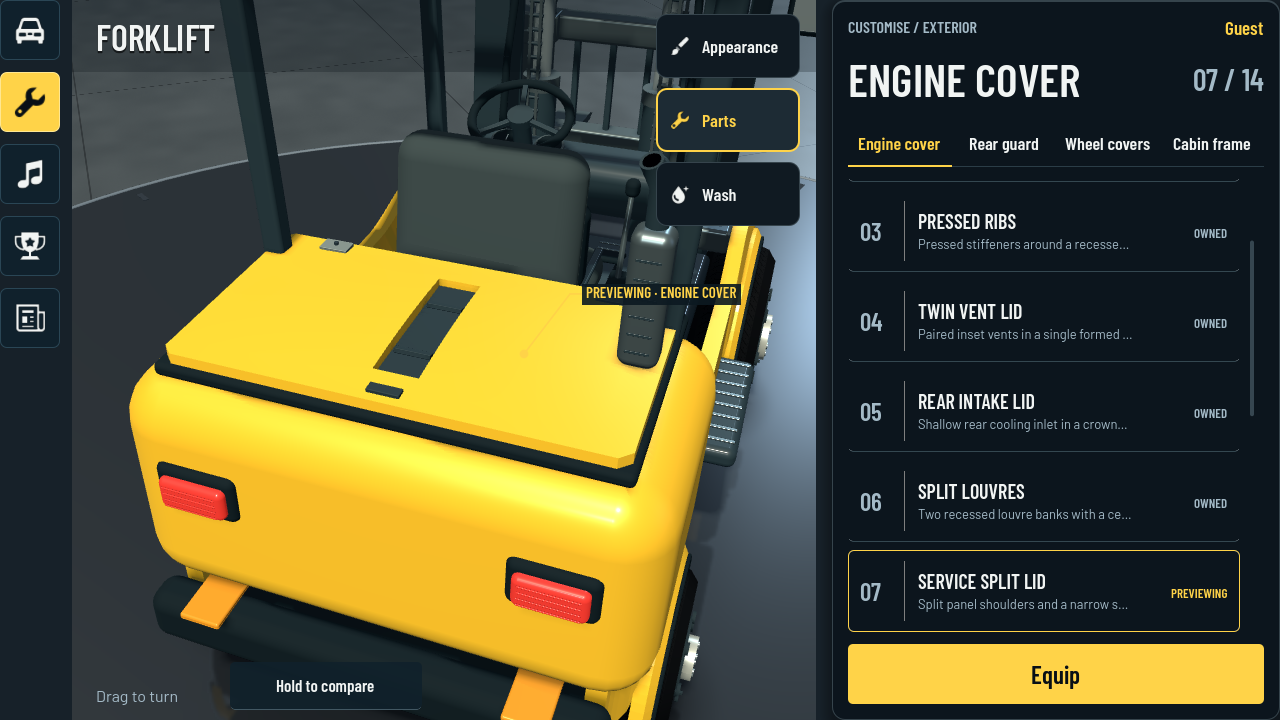 FORKLIFT
Appearance
Parts
Wash
PREVIEWING · ENGINE COVER
Hold to compare
Drag to turn
CUSTOMISE / EXTERIOR
Guest
ENGINE COVER
07 / 14
Engine cover
Rear guard
Wheel covers
Cabin frame
03
PRESSED RIBS
Pressed stiffeners around a recesse...
OWNED
04
TWIN VENT LID
Paired inset vents in a single formed ...
OWNED
05
REAR INTAKE LID
Shallow rear cooling inlet in a crown...
OWNED
06
SPLIT LOUVRES
Two recessed louvre banks with a ce...
OWNED
07
SERVICE SPLIT LID
Split panel shoulders and a narrow s...
PREVIEWING
Equip